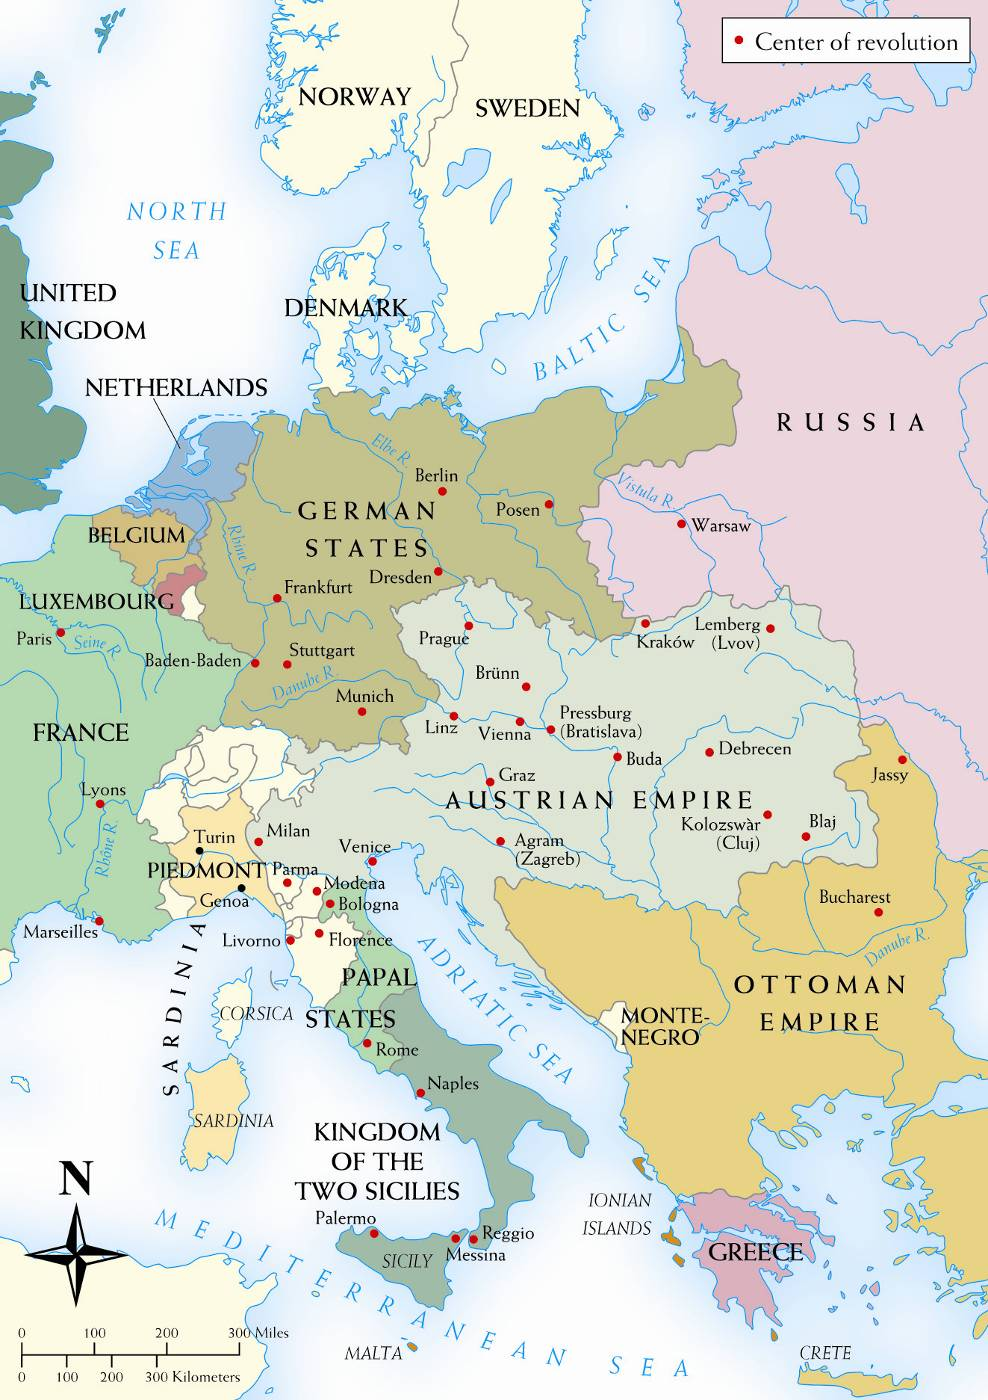 Center of revolution
NORWAY
SWEDEN
NORTH
SEA
UNITED
KINGDOM
DENMARK
BALTIC SEA
NETHERLANDS
RUSSIA
Elbe R.
Berlin
Vistula R.
GERMAN
STATES
Posen
Warsaw
BELGIUM
Rhine R.
Dresden
Frankfurt
LUXEMBOURG
Paris
Seine R.
Prague
Kraków
Lemberg
(Lvov)
Baden-Baden
Stuttgart
Danube R.
Brünn
Munich
Linz
Vienna
Pressburg
(Bratislava)
FRANCE
Buda
Debrecen
Jassy
Graz
AUSTRIAN EMPIRE
Lyons
Rhône R.
Turin
Milan
Venice
Agram
(Zagreb)
Kolozswàr
(Cluj)
Blaj
PIEDMONT
Parma
Modena
Genoa
Bologna
Bucharest
Marseilles
Livorno
Florence
Danube R.
ADRIATIC SEA
PAPAL
STATES
OTTOMAN
EMPIRE
SARDINIA
CORSICA
MONTE-
NEGRO
Rome
Naples
SARDINIA
KINGDOM
OF THE
TWO SICILIES
N
IONIAN
ISLANDS
Palermo
Reggio
Messina
SICILY
GREECE
MEDITERRANEAN SEA
MALTA
CRETE
0 100 200 300 Miles
0 100 200 300 Kilometers